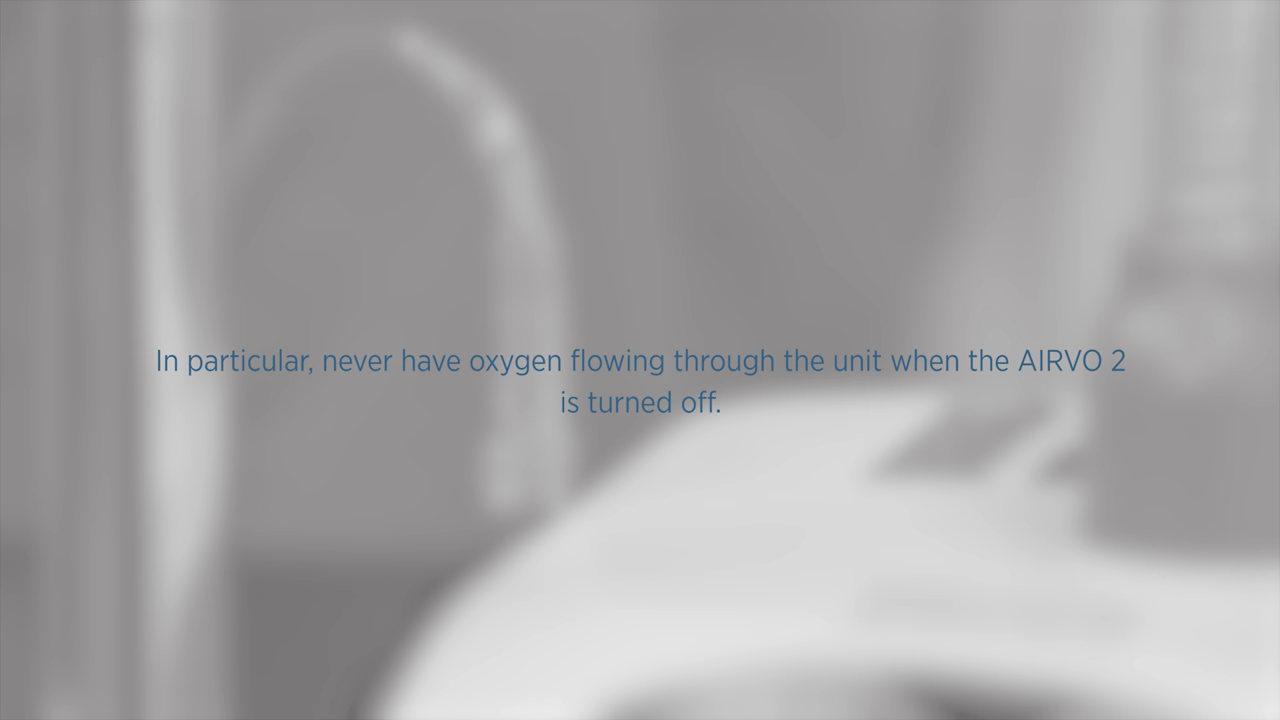 In particular, never have oxygen flowing through the unit when the AIRVO 2
is turned off.